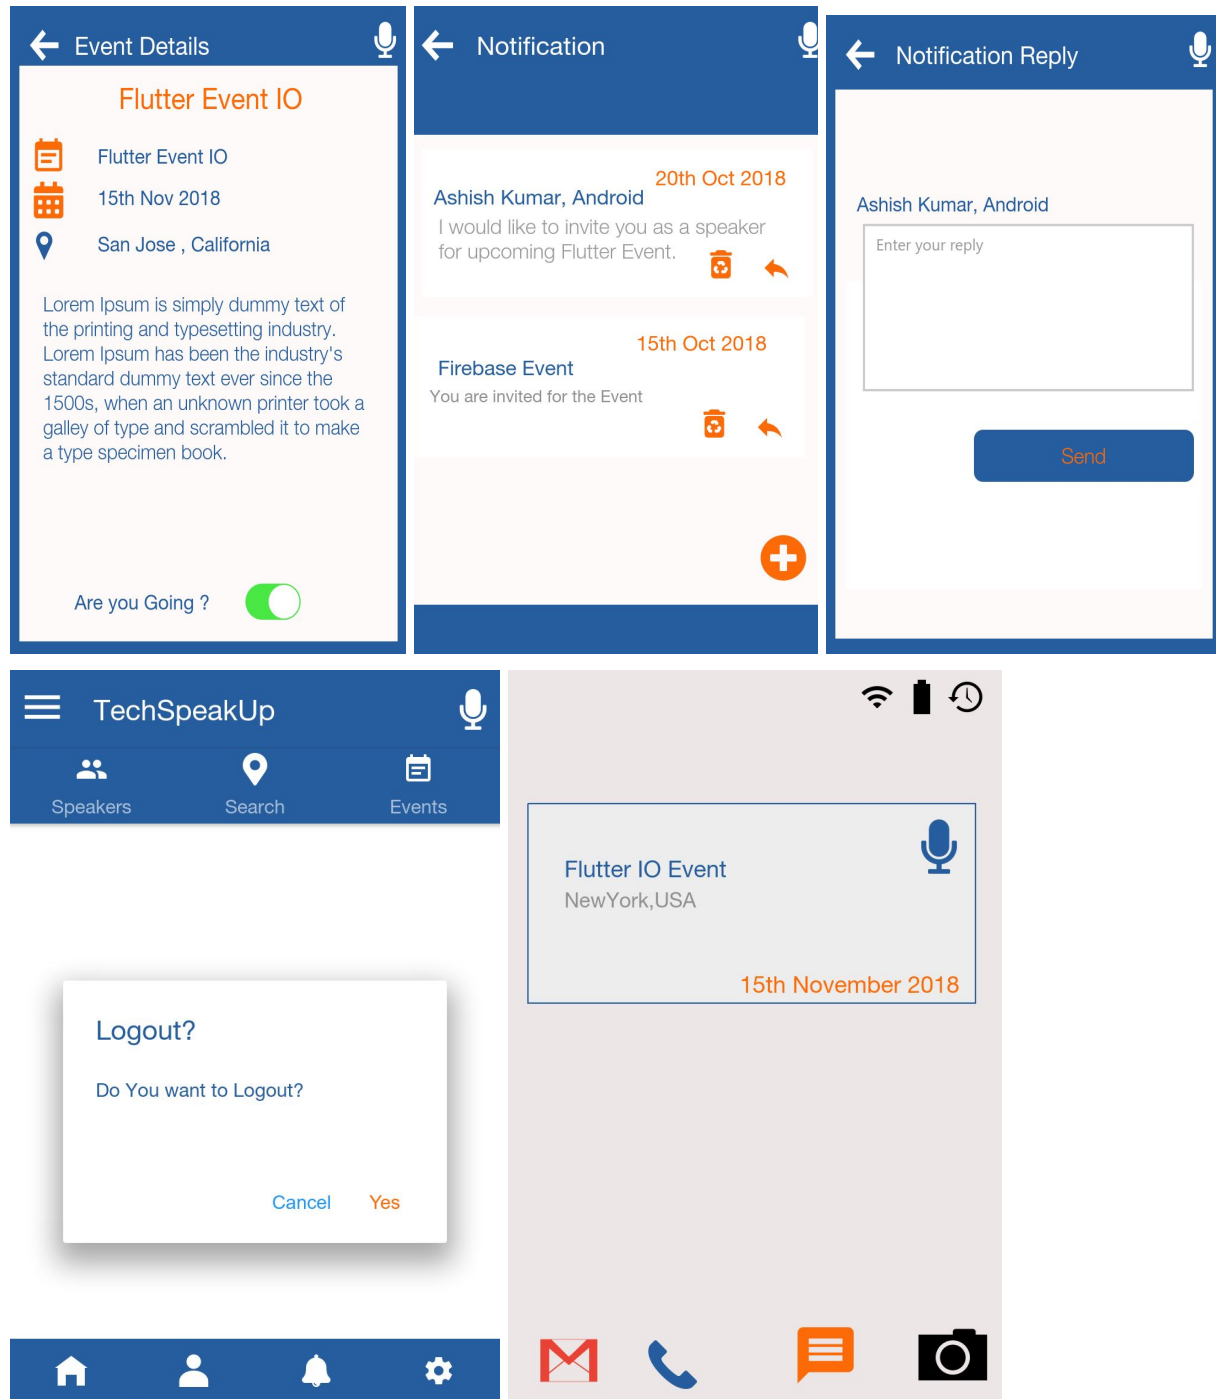 Event Details
Flutter Event IO
Flutter Event IO
15th Nov 2018
San Jose , California
Lorem Ipsum is simply dummy text of
the printing and typesetting industry.
Lorem Ipsum has been the industry's
standard dummy text ever since the
1500s, when an unknown printer took a
galley of type and scrambled it to make
a type specimen book.
Are you Going ?
Notification
20th Oct 2018
Ashish Kumar, Android
I would like to invite you as a speaker
for upcoming Flutter Event.
15th Oct 2018
Firebase Event
You are invited for the Event
Notification Reply
Ashish Kumar, Android
Enter your reply
Send
TechSpeakUp
Speakers Search Events
Logout?
Do You want to Logout?
Cancel Yes
Flutter IO Event
NewYork,USA
15th November 2018